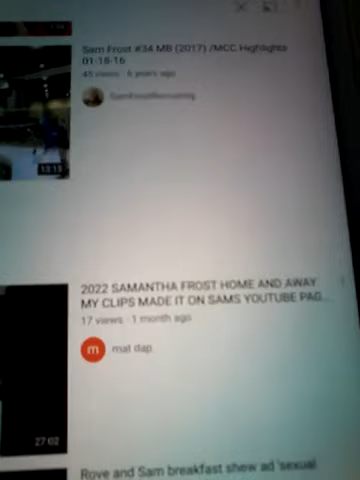 Sam Frost #34 MB (2017) /MCC Highlights
01-18-16
45 views · 6 years ago
13:15
2022 SAMANTHA FROST HOME AND AWAY
MY CLIPS MADE IT ON SAMS YOUTUBE PAG...
17 views · 1 month ago
m
mat dap
27:02
Rove and Sam breakfast show ad 'sexual